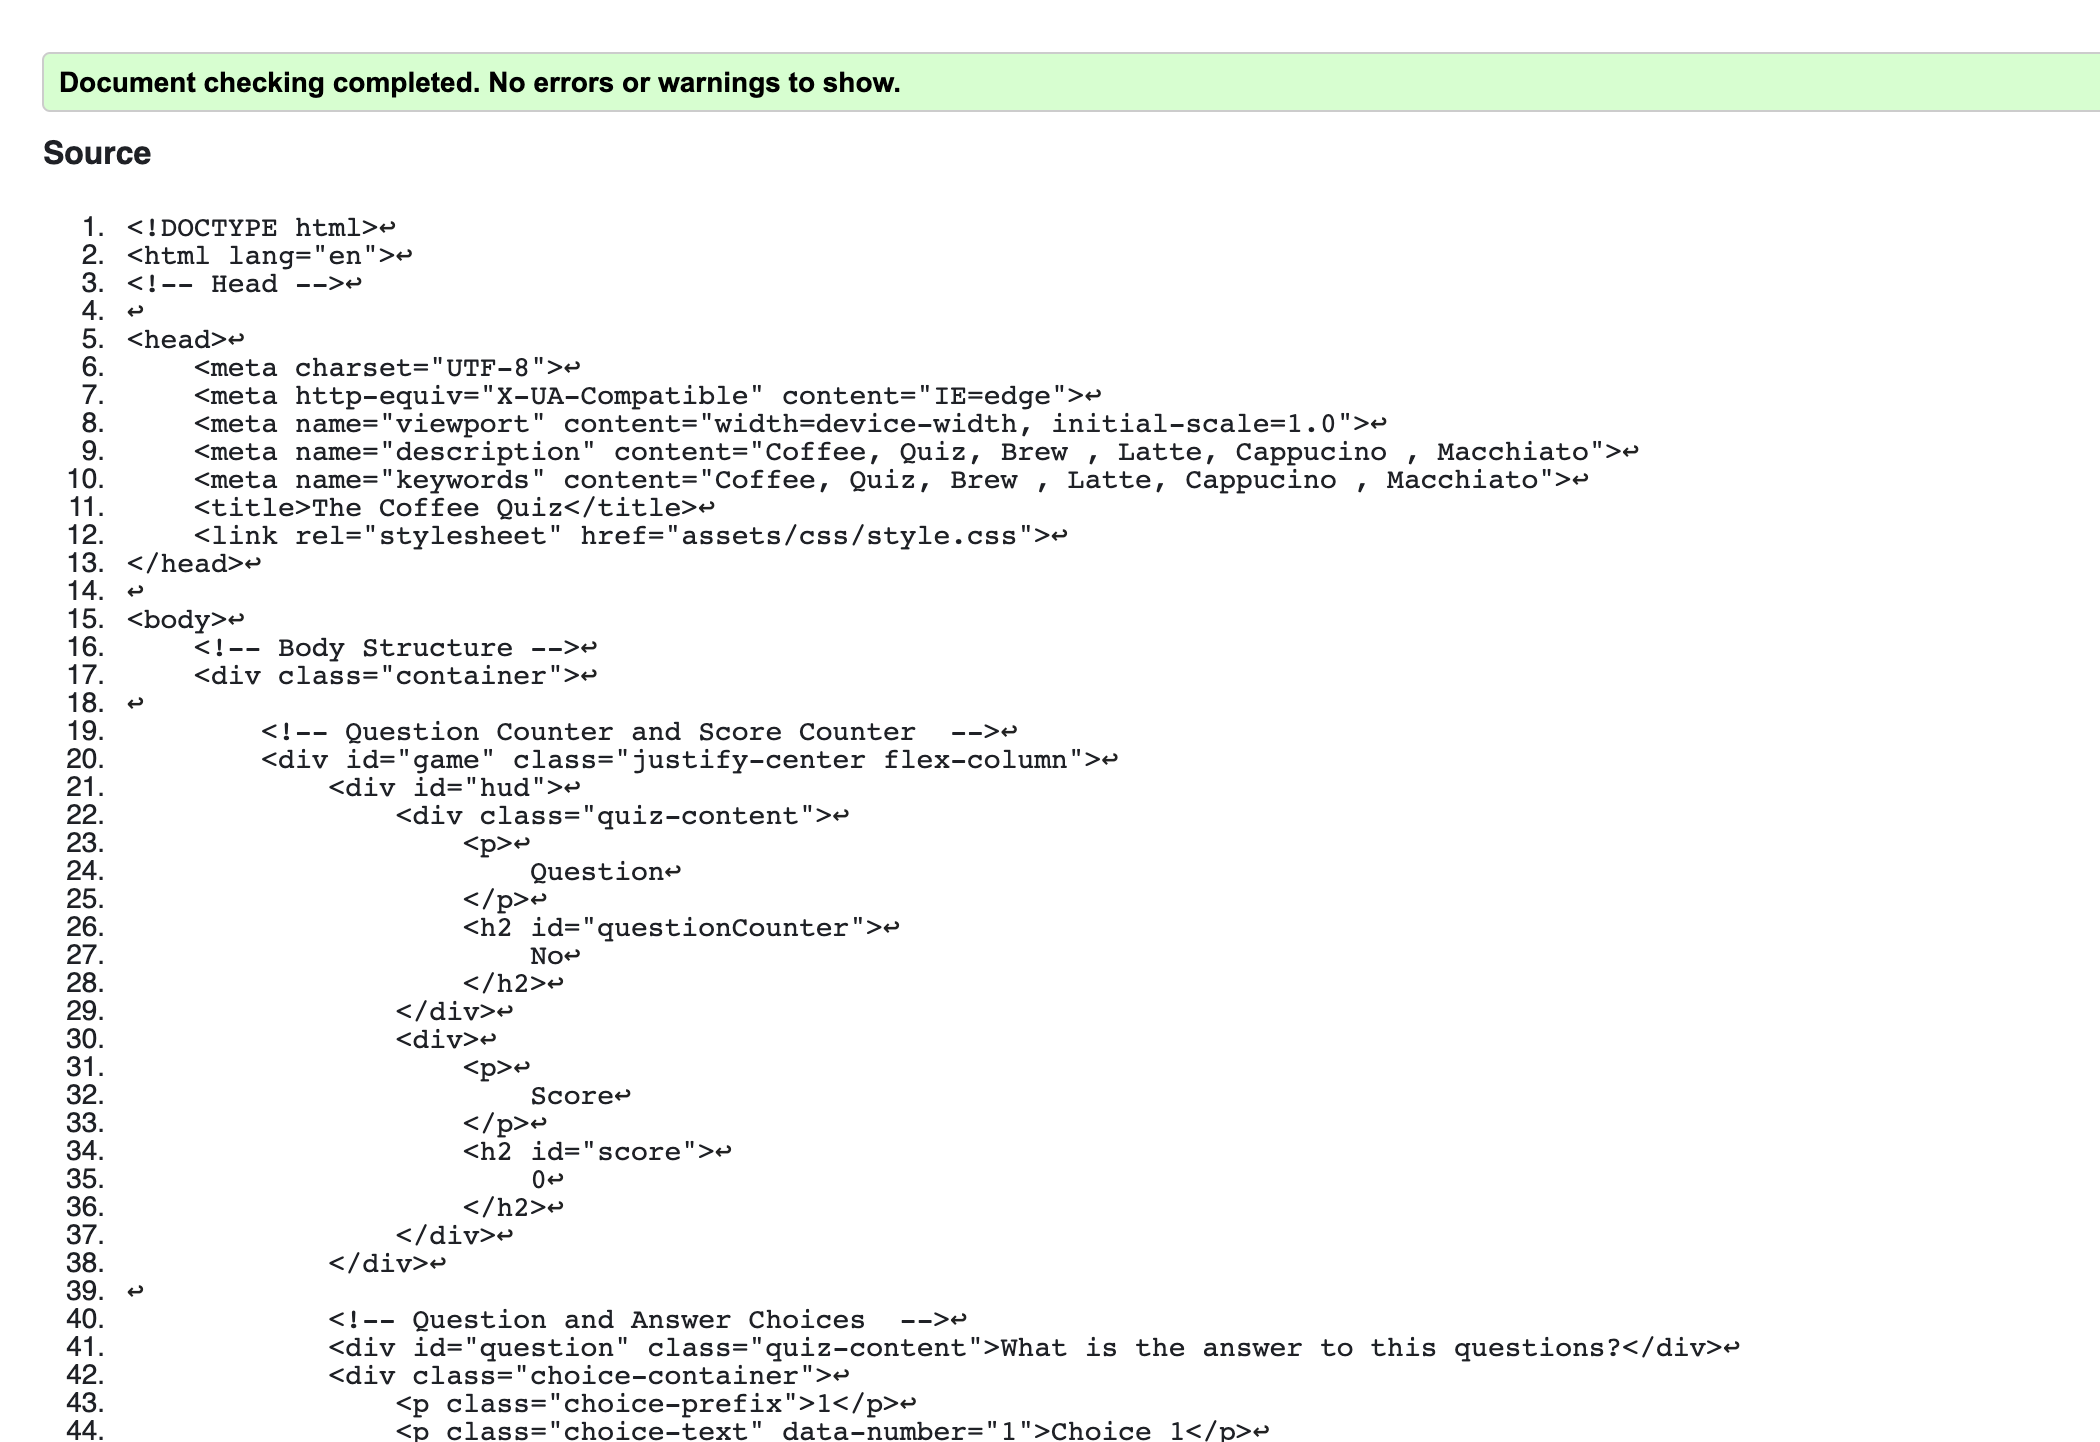 Document checking completed. No errors or warnings to show.
Source
1. <!DOCTYPE html>↩
2. <html lang="en">↩
3. <!-- Head -->↩
4. ↩
5. <head>↩
6.     <meta charset="UTF-8">↩
7.     <meta http-equiv="X-UA-Compatible" content="IE=edge">↩
8.     <meta name="viewport" content="width=device-width, initial-scale=1.0">↩
9.     <meta name="description" content="Coffee, Quiz, Brew , Latte, Cappucino , Macchiato">↩
10.     <meta name="keywords" content="Coffee, Quiz, Brew , Latte, Cappucino , Macchiato">↩
11.     <title>The Coffee Quiz</title>↩
12.     <link rel="stylesheet" href="assets/css/style.css">↩
13. </head>↩
14. ↩
15. <body>↩
16.     <!-- Body Structure -->↩
17.     <div class="container">↩
18. ↩
19.         <!-- Question Counter and Score Counter  -->↩
20.         <div id="game" class="justify-center flex-column">↩
21.             <div id="hud">↩
22.                 <div class="quiz-content">↩
23.                     <p>↩
24.                         Question↩
25.                     </p>↩
26.                     <h2 id="questionCounter">↩
27.                         No↩
28.                     </h2>↩
29.                 </div>↩
30.                 <div>↩
31.                     <p>↩
32.                         Score↩
33.                     </p>↩
34.                     <h2 id="score">↩
35.                         0↩
36.                     </h2>↩
37.                 </div>↩
38.             </div>↩
39. ↩
40.             <!-- Question and Answer Choices  -->↩
41.             <div id="question" class="quiz-content">What is the answer to this questions?</div>↩
42.             <div class="choice-container">↩
43.                 <p class="choice-prefix">1</p>↩
44.                 <p class="choice-text" data-number="1">Choice 1</p>↩